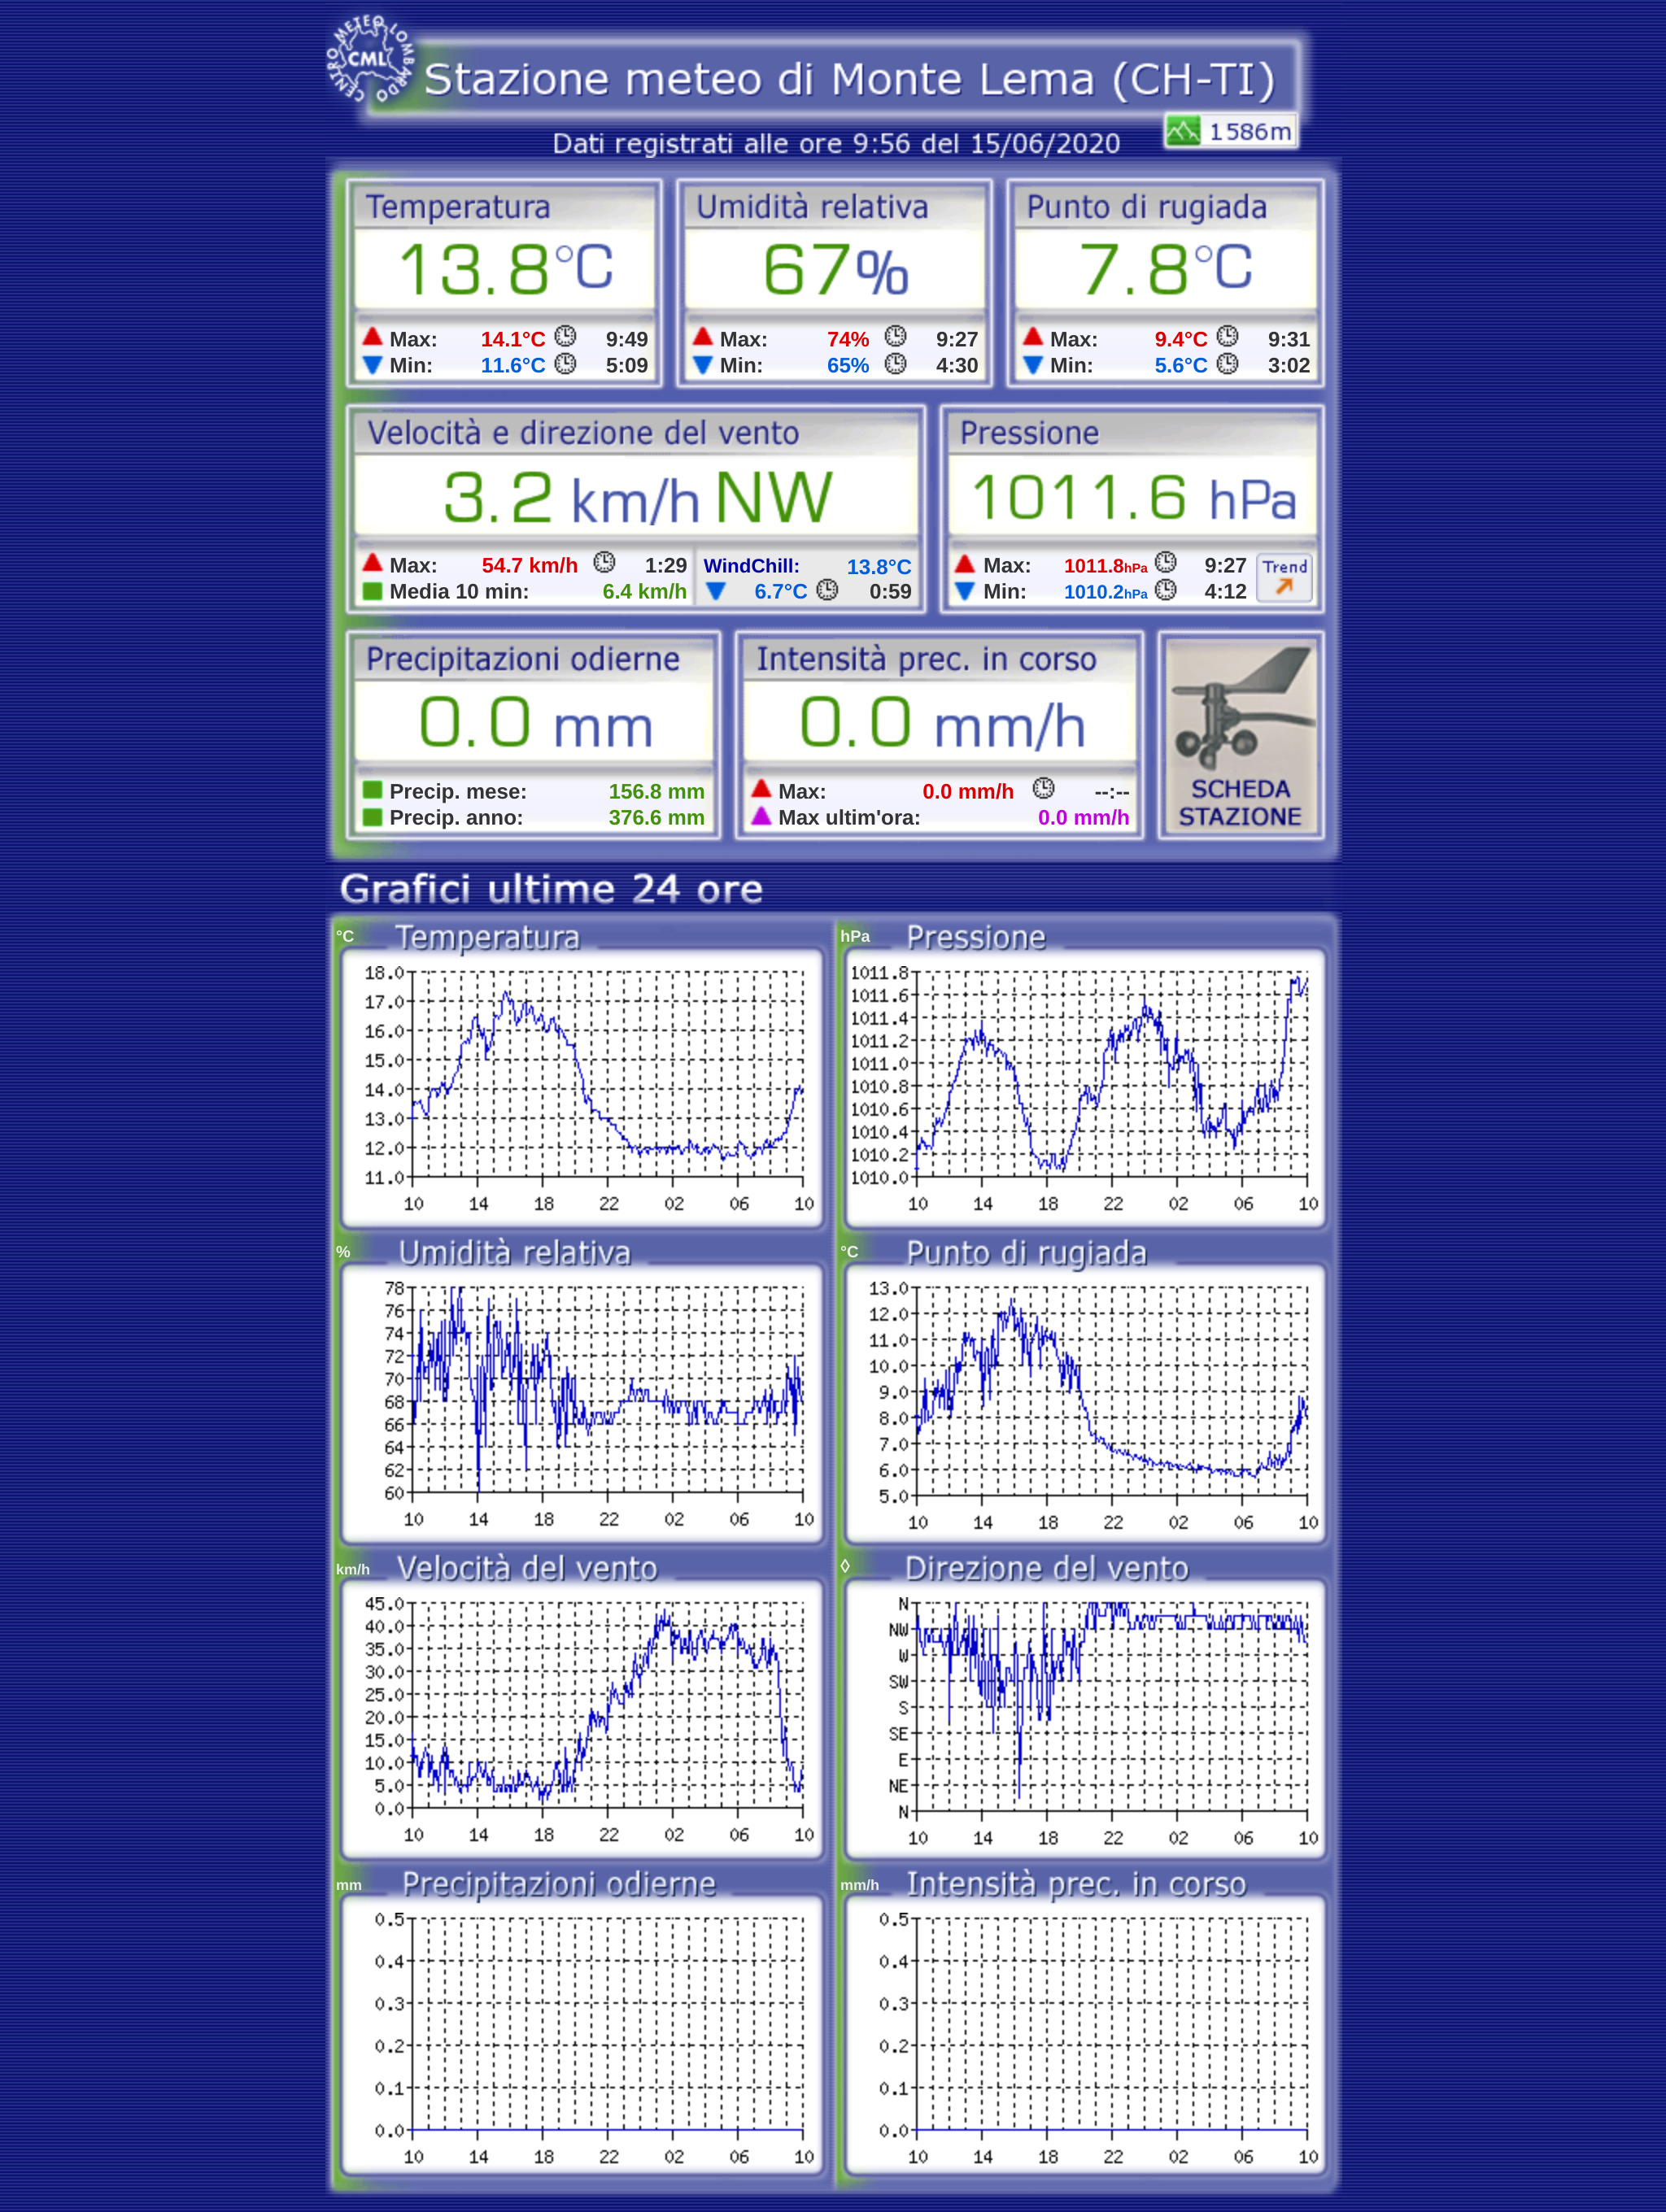 CENTRO METEO LOMBARDO
CML
Stazione meteo di Monte Lema (CH-TI)
1586m
Dati registrati alle ore 9:56 del 15/06/2020
Temperatura Umidità relativa Punto di rugiada
13.8°C 67% 7.8°C
Max: 14.1°C 9:49 Max: 74% 9:27 Max: 9.4°C 9:31
Min: 11.6°C 5:09 Min: 65% 4:30 Min: 5.6°C 3:02
Velocità e direzione del vento Pressione
3.2 km/h NW 1011.6 hPa
Max: 54.7 km/h 1:29 WindChill: 13.8°C Max: 1011.8hPa 9:27 Trend
Media 10 min: 6.4 km/h 6.7°C 0:59 Min: 1010.2hPa 4:12
Precipitazioni odierne Intensità prec. in corso
0.0 mm 0.0 mm/h
Precip. mese: 156.8 mm Max: 0.0 mm/h --:-- SCHEDA
Precip. anno: 376.6 mm Max ultim'ora: 0.0 mm/h STAZIONE
Grafici ultime 24 ore
°C Temperatura
18.0
17.0
16.0
15.0
14.0
13.0
12.0
11.0
10 14 18 22 02 06 10
hPa Pressione
1011.8
1011.6
1011.4
1011.2
1011.0
1010.8
1010.6
1010.4
1010.2
1010.0
10 14 18 22 02 06 10
% Umidità relativa
78
76
74
72
70
68
66
64
62
60
10 14 18 22 02 06 10
°C Punto di rugiada
13.0
12.0
11.0
10.0
9.0
8.0
7.0
6.0
5.0
10 14 18 22 02 06 10
km/h Velocità del vento
45.0
40.0
35.0
30.0
25.0
20.0
15.0
10.0
5.0
0.0
10 14 18 22 02 06 10
◊ Direzione del vento
N
NW
W
SW
S
SE
E
NE
N
10 14 18 22 02 06 10
mm Precipitazioni odierne
0.5
0.4
0.3
0.2
0.1
0.0
10 14 18 22 02 06 10
mm/h Intensità prec. in corso
0.5
0.4
0.3
0.2
0.1
0.0
10 14 18 22 02 06 10